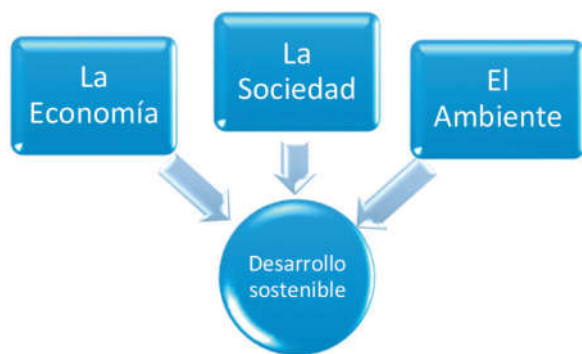 La
Economía
La
Sociedad
El
Ambiente
Desarrollo
sostenible